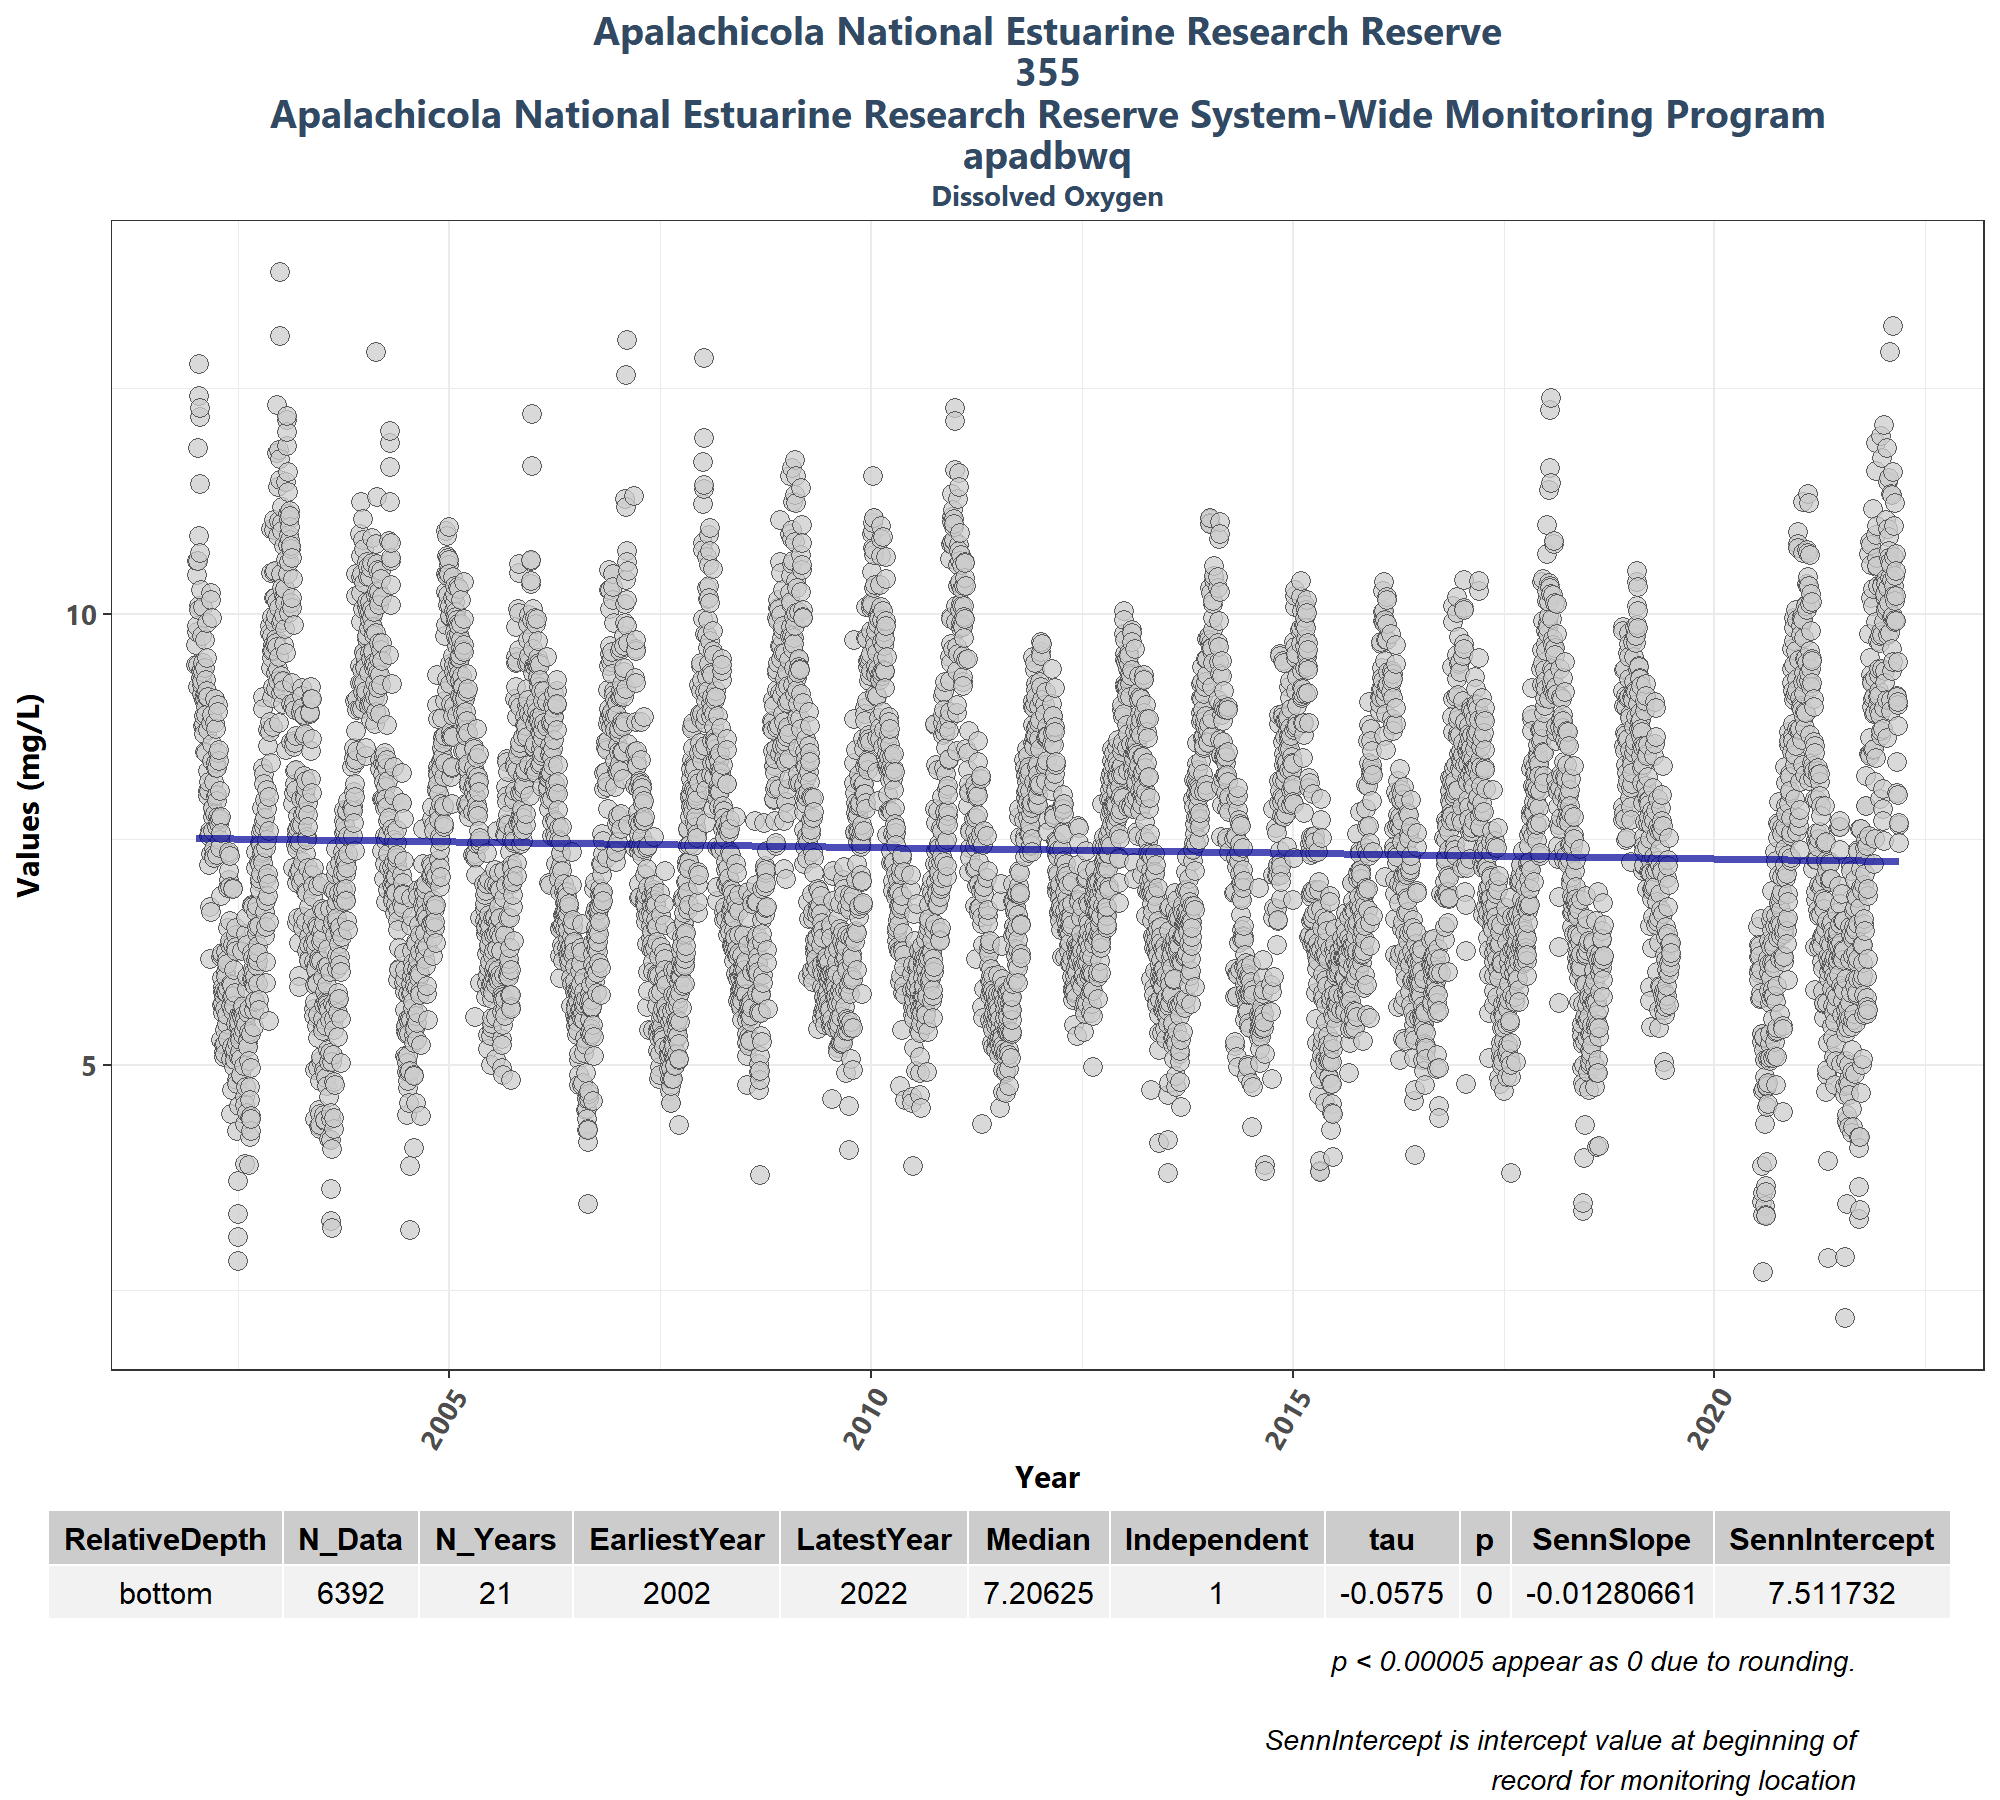 Apalachicola National Estuarine Research Reserve
355
Apalachicola National Estuarine Research Reserve System-Wide Monitoring Program
apadbwq
Dissolved Oxygen
Values (mg/L)
10
5
2005
2010
2015
2020
Year
RelativeDepth N_Data N_Years EarliestYear LatestYear Median Independent tau p SennSlope SennIntercept
bottom 6392 21 2002 2022 7.20625 1 -0.0575 0 -0.01280661 7.511732
p < 0.00005 appear as 0 due to rounding.
SennIntercept is intercept value at beginning of
record for monitoring location